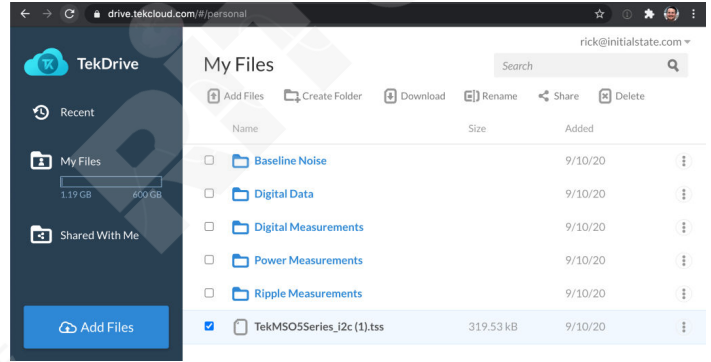 drive.tekcloud.com/#/personal
rick@initialstate.com
TekDrive
My Files
Search
Add Files Create Folder Download Rename Share Delete
Recent
Name Size Added
My Files
1.19 GB 600 GB
Shared With Me
Baseline Noise 9/10/20
Digital Data 9/10/20
Digital Measurements 9/10/20
Power Measurements 9/10/20
Ripple Measurements 9/10/20
Add Files
TekMSO5Series_i2c (1).tss 319.53 kB 9/10/20